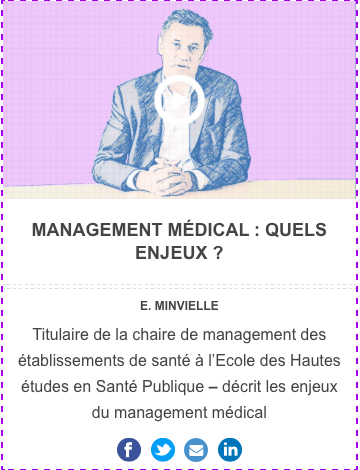 MANAGEMENT MÉDICAL : QUELS
ENJEUX ?
E. MINVIELLE
Titulaire de la chaire de management des
établissements de santé à l’Ecole des Hautes
études en Santé Publique – décrit les enjeux
du management médical